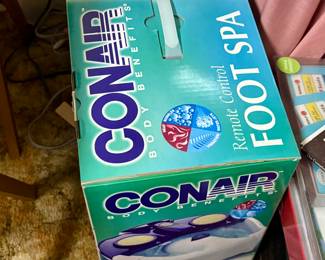 CONAIR
BODY BENEFITS
Remote Control
FOOT SPA
CONAIR
BODY BENEFITS